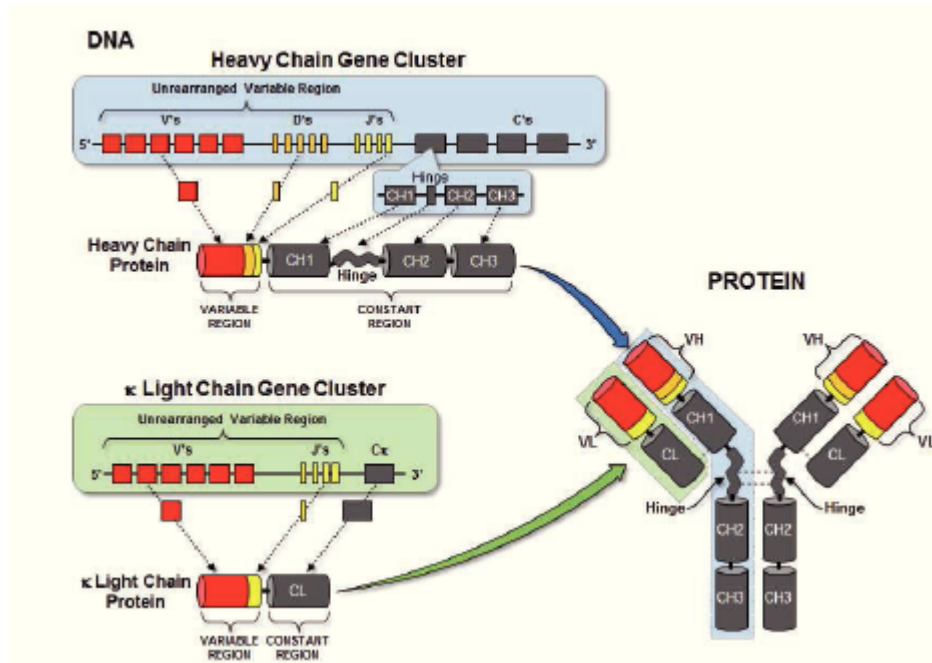 DNA
Heavy Chain Gene Cluster
Unrearranged Variable Region
V's D's J's C's
5' 3'
Hinge
CH1 CH2 CH3
Heavy Chain
Protein
CH1 Hinge CH2 CH3
VARIABLE
REGION
CONSTANT
REGION
κ Light Chain Gene Cluster
Unrearranged Variable Region
V's J's Cκ
5' 3'
κ Light Chain
Protein
CL
VARIABLE
REGION
CONSTANT
REGION
PROTEIN
VH VH
VL CH1 CH1 VL
CL CL
Hinge Hinge
CH2 CH2
CH3 CH3